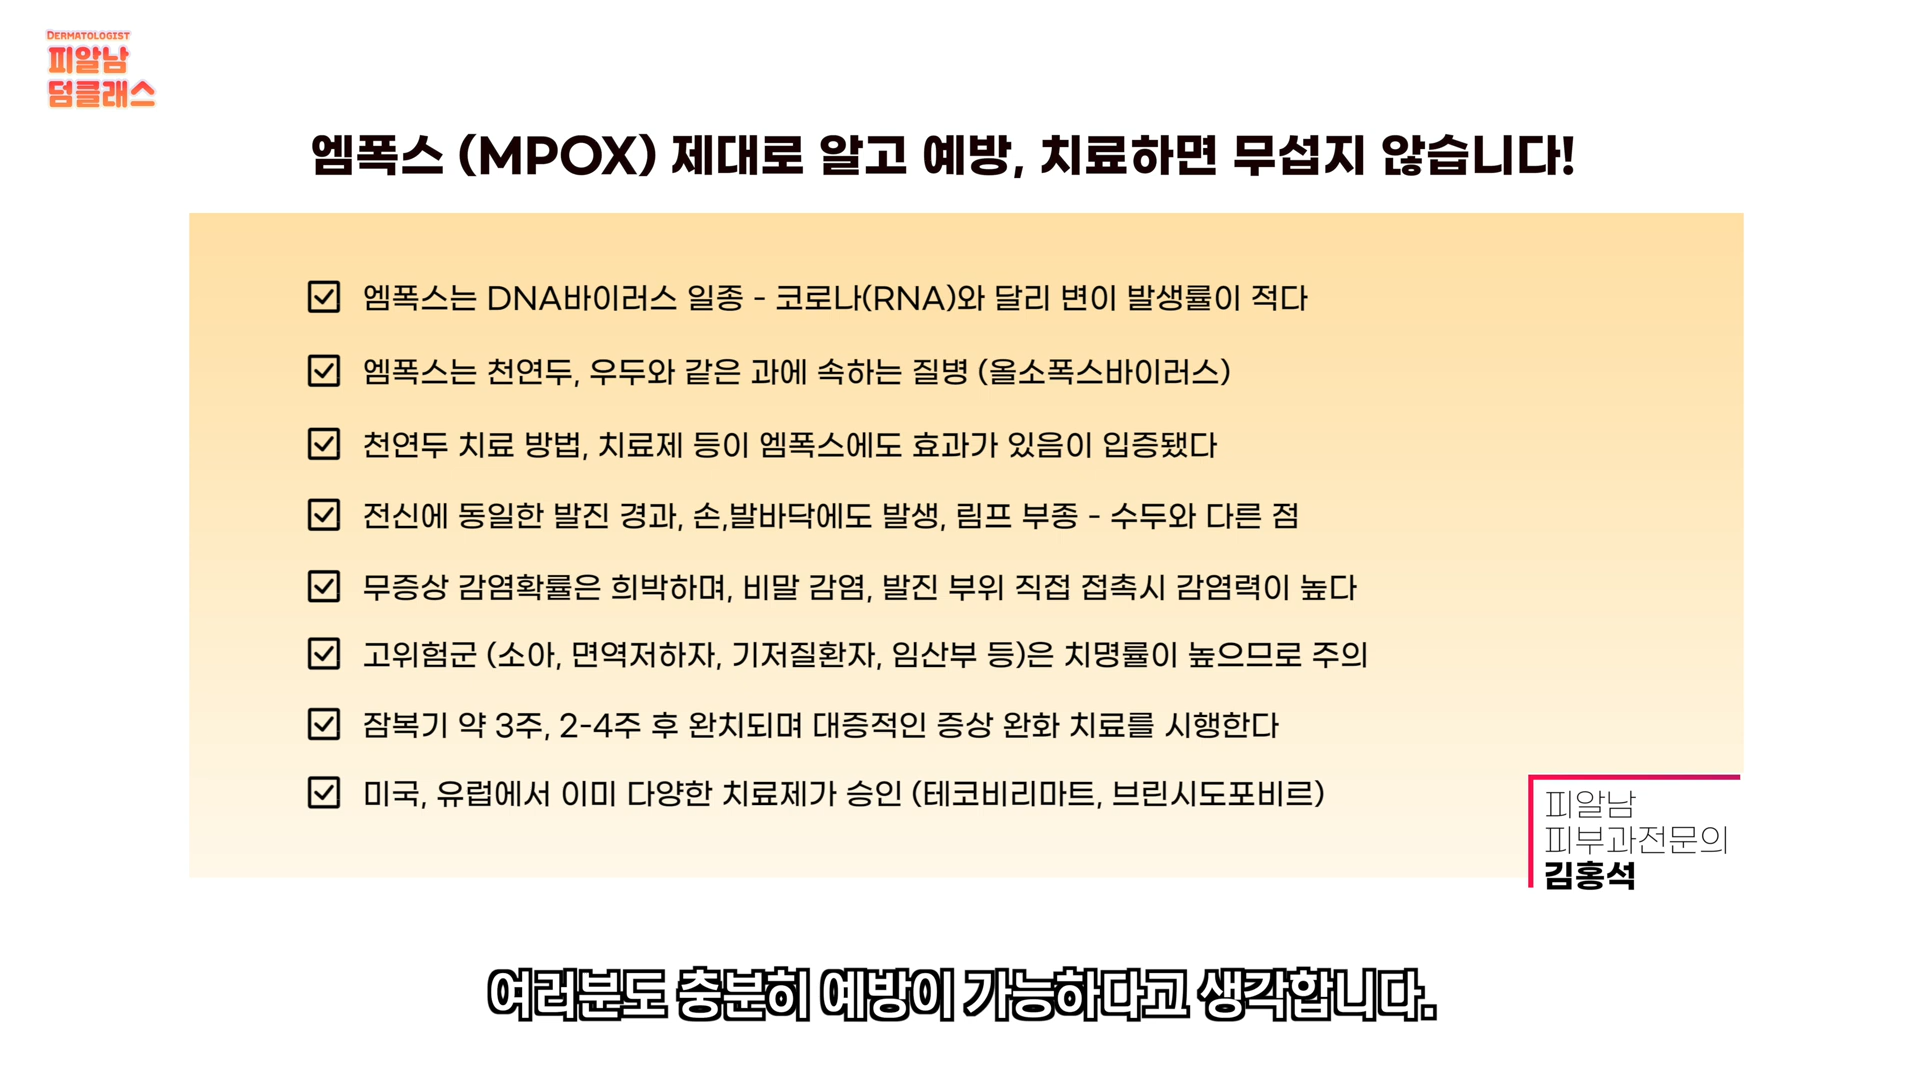 DERMATOLOGIST
피알남
덤클래스
엠폭스 (MPOX) 제대로 알고 예방, 치료하면 무섭지 않습니다!
엠폭스는 DNA바이러스 일종 - 코로나(RNA)와 달리 변이 발생률이 적다
엠폭스는 천연두, 우두와 같은 과에 속하는 질병 (올소폭스바이러스)
천연두 치료 방법, 치료제 등이 엠폭스에도 효과가 있음이 입증됐다
전신에 동일한 발진 경과, 손,발바닥에도 발생, 림프 부종 - 수두와 다른 점
무증상 감염확률은 희박하며, 비말 감염, 발진 부위 직접 접촉시 감염력이 높다
고위험군 (소아, 면역저하자, 기저질환자, 임산부 등)은 치명률이 높으므로 주의
잠복기 약 3주, 2-4주 후 완치되며 대증적인 증상 완화 치료를 시행한다
미국, 유럽에서 이미 다양한 치료제가 승인 (테코비리마트, 브린시도포비르)
피알남
피부과전문의
김홍석
여러분도 충분히 예방이 가능하다고 생각합니다.